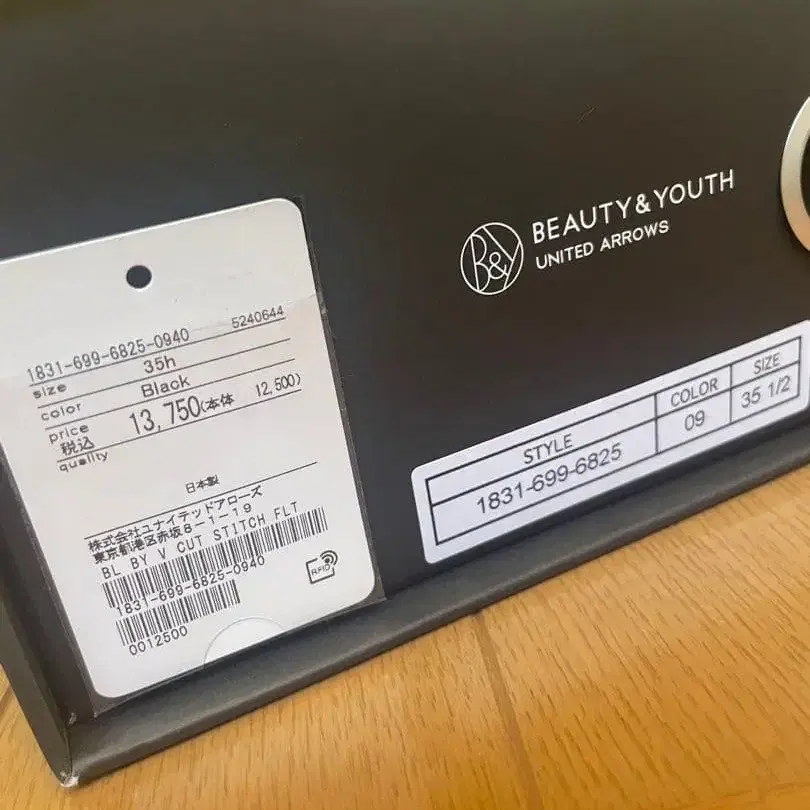 1831-699-6825-0940 5240644
size 35h
color Black
price 13,750(本体 12,500)
税込
quality
日本製
株式会社ユナイテッドアローズ
東京都港区赤坂8-1-19
BL BY V CUT STITCH FLT
1831-699-6825-0940
0012500
RFID
B&Y
BEAUTY&YOUTH
UNITED ARROWS
STYLE COLOR SIZE
1831-699-6825 09 35 1/2